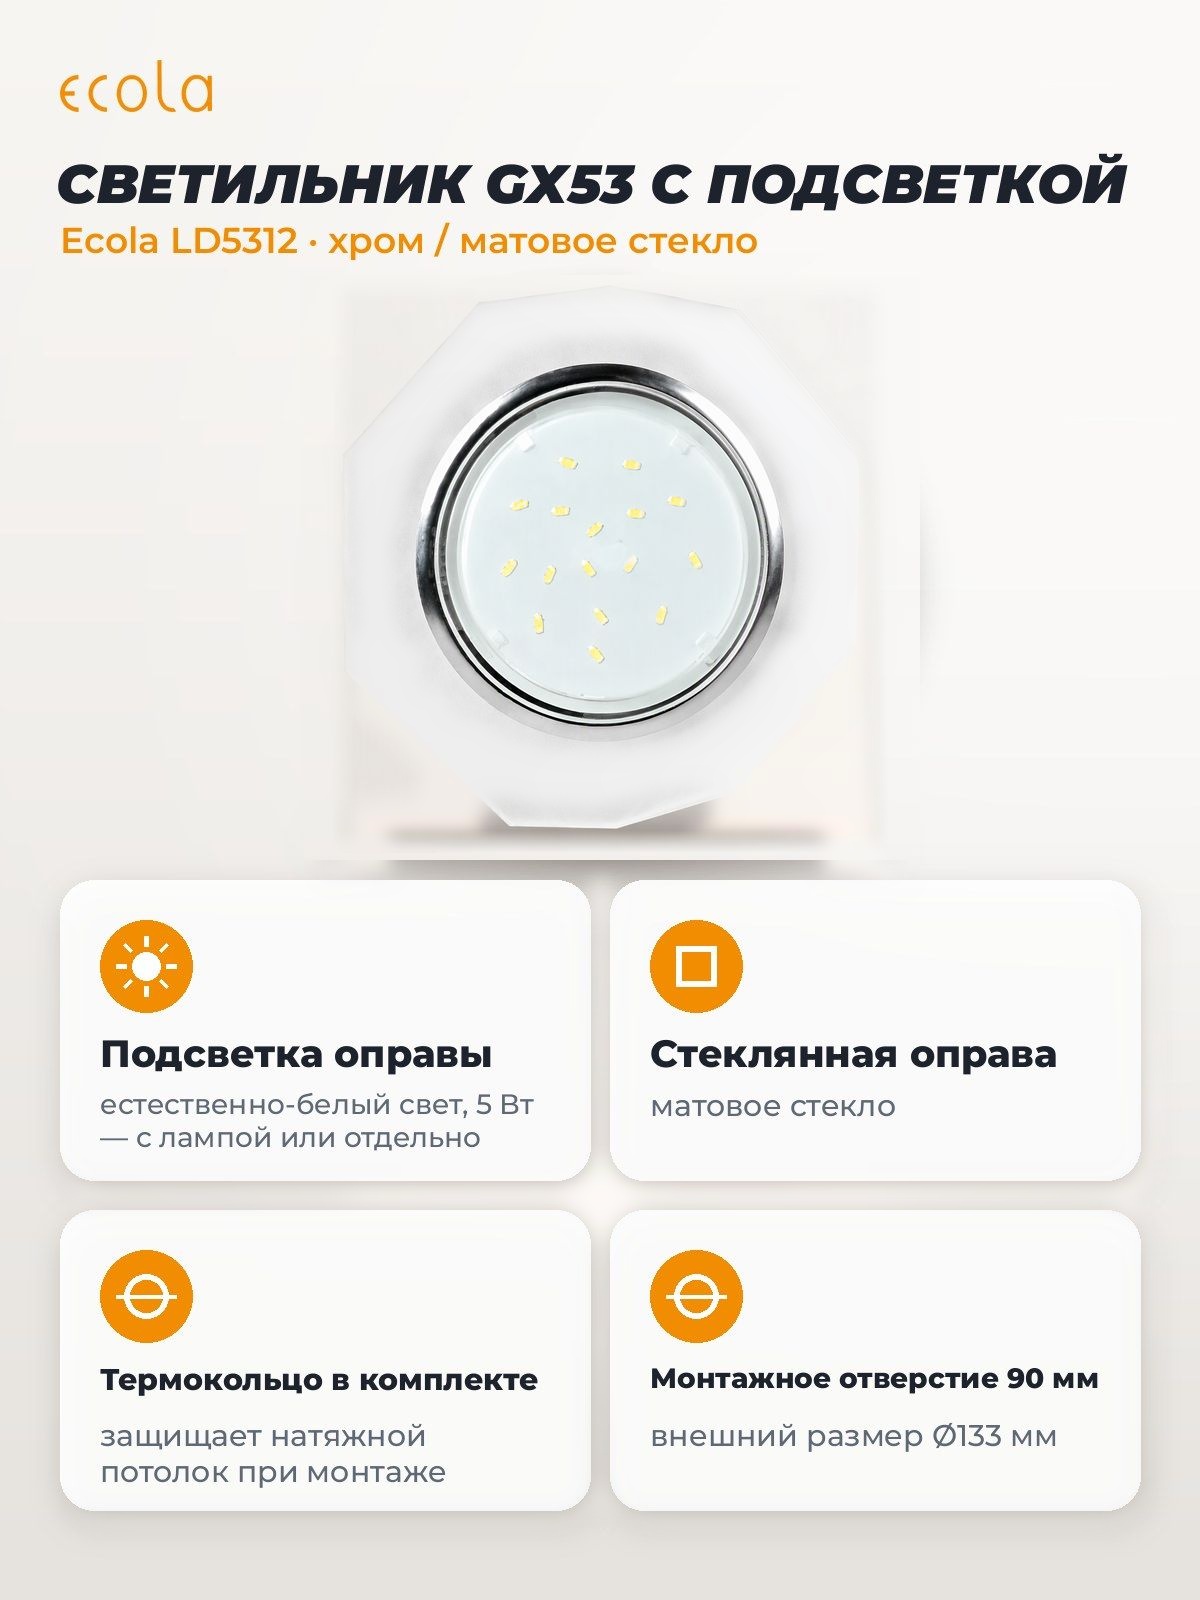 ecola
СВЕТИЛЬНИК GX53 С ПОДСВЕТКОЙ
Ecola LD5312 · хром / матовое стекло
Подсветка оправы
естественно-белый свет, 5 Вт
— с лампой или отдельно
Стеклянная оправа
матовое стекло
Термокольцо в комплекте
защищает натяжной
потолок при монтаже
Монтажное отверстие 90 мм
внешний размер Ø133 мм